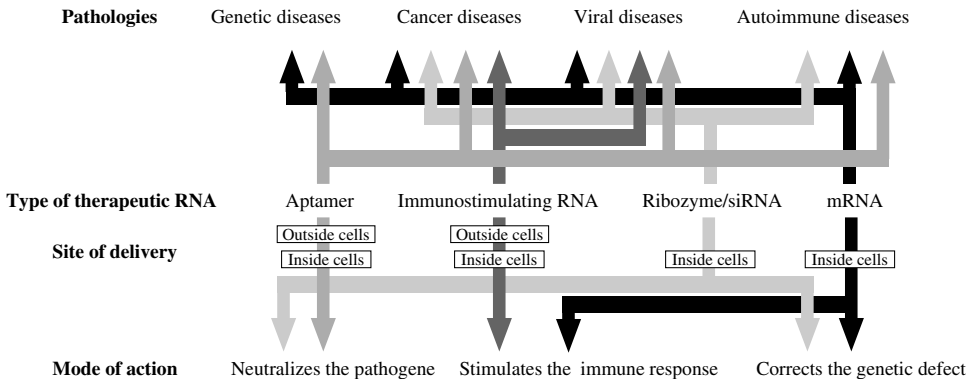 Pathologies Genetic diseases Cancer diseases Viral diseases Autoimmune diseases
Type of therapeutic RNA Aptamer Immunostimulating RNA Ribozyme/siRNA mRNA
Outside cells Outside cells
Site of delivery
Inside cells Inside cells Inside cells Inside cells
Mode of action Neutralizes the pathogene Stimulates the immune response Corrects the genetic defect